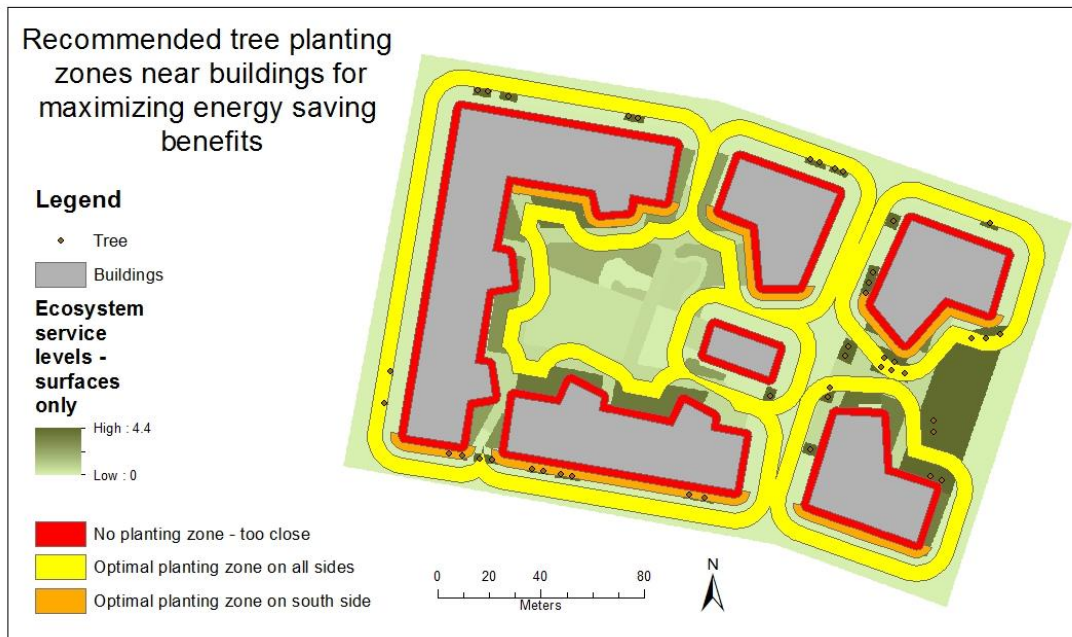 Recommended tree planting
zones near buildings for
maximizing energy saving
benefits
Legend
Tree
Buildings
Ecosystem
service
levels -
surfaces
only
High : 4.4
Low : 0
No planting zone - too close
Optimal planting zone on all sides
Optimal planting zone on south side
0 20 40 80
Meters
N